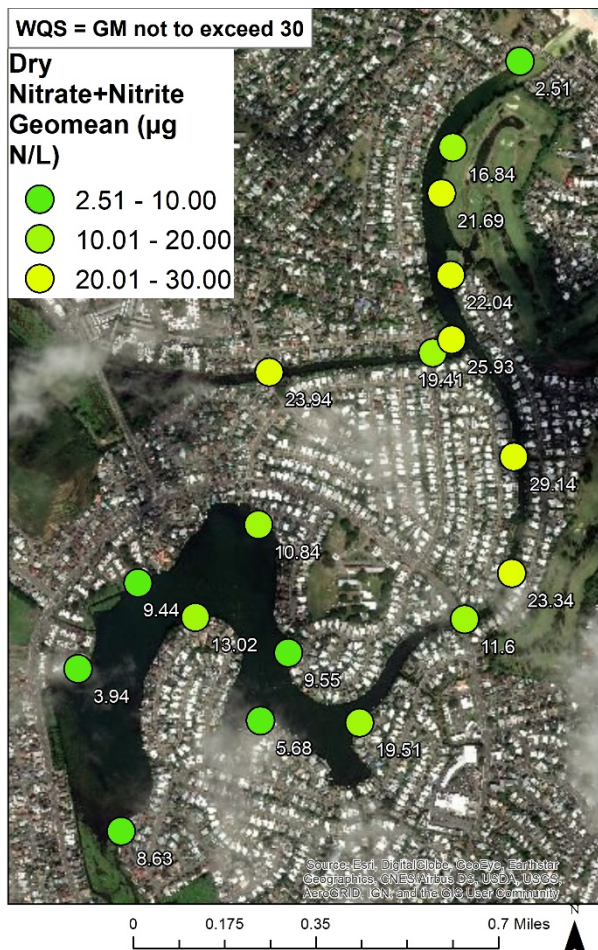 WQS = GM not to exceed 30
Dry
Nitrate+Nitrite
Geomean (µg
N/L)
2.51 - 10.00
10.01 - 20.00
20.01 - 30.00
2.51
16.84
21.69
22.04
25.93
19.41
23.94
29.14
10.84
23.34
9.44
13.02
11.6
9.55
3.94
5.68
19.51
8.63
Source: Esri, DigitalGlobe, GeoEye, Earthstar
Geographics, CNES/Airbus DS, USDA, USGS,
AeroGRID, IGN, and the GIS User Community
N
0 0.175 0.35 0.7 Miles